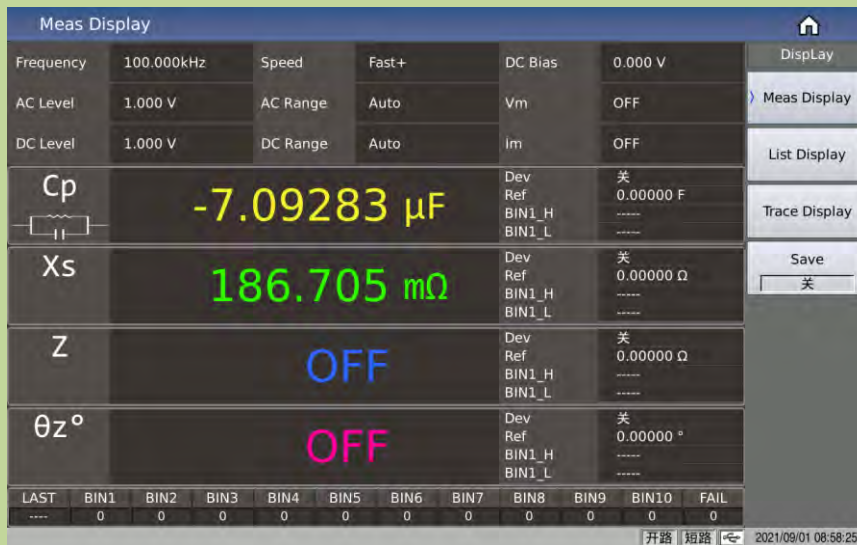 Meas Display
Frequency 100.000kHz Speed Fast+ DC Bias 0.000 V
AC Level 1.000 V AC Range Auto Vm OFF
DC Level 1.000 V DC Range Auto im OFF
Cp
-7.09283 μF
Dev 关
Ref 0.00000 F
BIN1_H -----
BIN1_L -----
Xs
186.705 mΩ
Dev 关
Ref 0.00000 Ω
BIN1_H -----
BIN1_L -----
Z
OFF
Dev 关
Ref 0.00000 Ω
BIN1_H -----
BIN1_L -----
θz°
OFF
Dev 关
Ref 0.00000 °
BIN1_H -----
BIN1_L -----
LAST BIN1 BIN2 BIN3 BIN4 BIN5 BIN6 BIN7 BIN8 BIN9 BIN10 FAIL
---- 0 0 0 0 0 0 0 0 0 0 0
DispLay
Meas Display
List Display
Trace Display
Save
关
开路 短路 2021/09/01 08:58:25